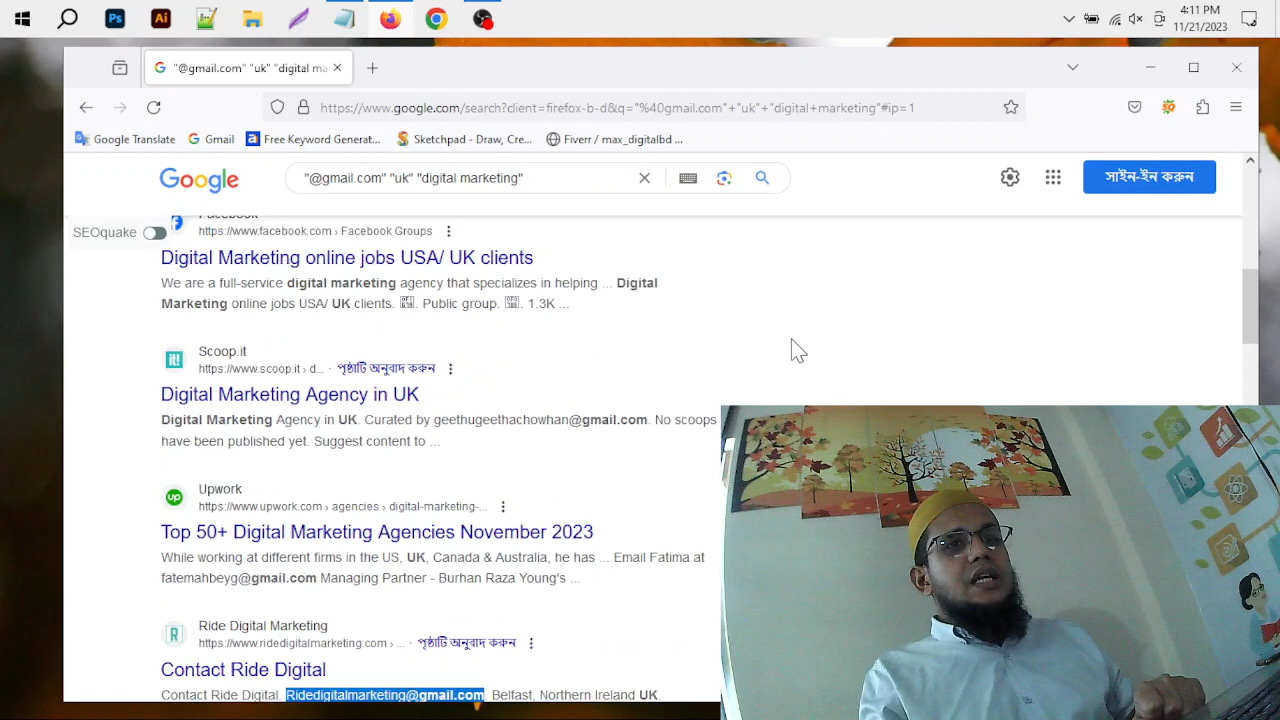 4:11 PM
11/21/2023
"@gmail.com" "uk" "digital ma
https://www.google.com/search?client=firefox-b-d&q="%40gmail.com"+"uk"+"digital+marketing"#ip=1
Google Translate
Gmail
Free Keyword Generat...
Sketchpad - Draw, Cre...
Fiverr / max_digitalbd ...
Google
"@gmail.com" "uk" "digital marketing"
সাইন-ইন করুন
SEOquake
Facebook
https://www.facebook.com › Facebook Groups
Digital Marketing online jobs USA/ UK clients
We are a full-service digital marketing agency that specializes in helping ... Digital
Marketing online jobs USA/ UK clients. Public group. 1.3K ...
it!
Scoop.it
https://www.scoop.it › d... · পৃষ্ঠাটি অনুবাদ করুন
Digital Marketing Agency in UK
Digital Marketing Agency in UK. Curated by geethugeethachowhan@gmail.com. No scoops
have been published yet. Suggest content to ...
up
Upwork
https://www.upwork.com › agencies › digital-marketing-...
Top 50+ Digital Marketing Agencies November 2023
While working at different firms in the US, UK, Canada & Australia, he has ... Email Fatima at
fatemahbeyg@gmail.com Managing Partner - Burhan Raza Young's ...
R
Ride Digital Marketing
https://www.ridedigitalmarketing.com › ... · পৃষ্ঠাটি অনুবাদ করুন
Contact Ride Digital
Contact Ride Digital. Ridedigitalmarketing@gmail.com. Belfast, Northern Ireland UK.